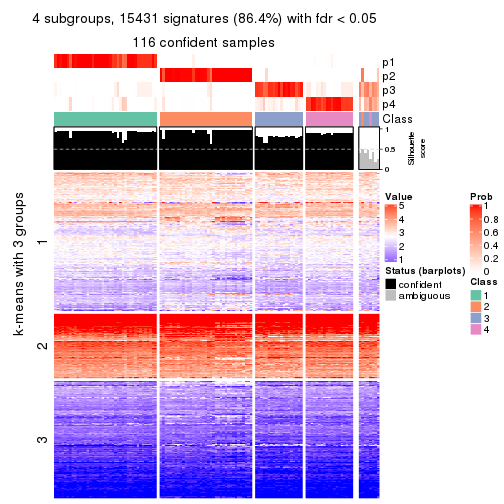 4 subgroups, 15431 signatures (86.4%) with fdr < 0.05
116 confident samples
p1
p2
p3
p4
Class
1
0.5
0
Silhouette
score
k-means with 3 groups
1
2
3
Value
5
4
3
2
1
Status (barplots)
confident
ambiguous
Prob
1
0.8
0.6
0.4
0.2
0
Class
1
2
3
4